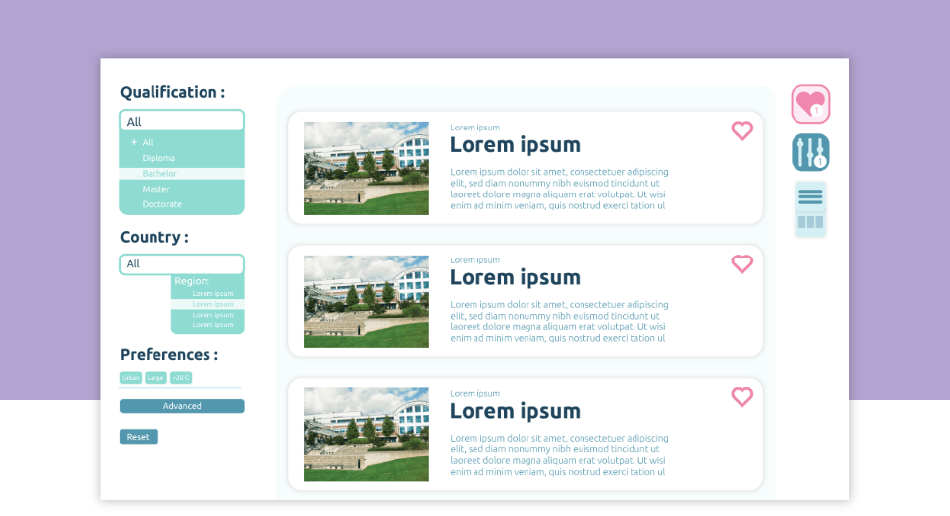 Qualification :
All
+ All
Diploma
Bachelor
Master
Doctorate
Country :
All
Region:
Lorem ipsum
Lorem ipsum
Lorem ipsum
Lorem ipsum
Preferences :
Urban Large <20 C
Advanced
Reset
Lorem ipsum
Lorem ipsum
Lorem ipsum dolor sit amet, consectetuer adipiscing
elit, sed diam nonummy nibh euismod tincidunt ut
laoreet dolore magna aliquam erat volutpat. Ut wisi
enim ad minim veniam, quis nostrud exerci tation ul
Lorem ipsum
Lorem ipsum
Lorem ipsum dolor sit amet, consectetuer adipiscing
elit, sed diam nonummy nibh euismod tincidunt ut
laoreet dolore magna aliquam erat volutpat. Ut wisi
enim ad minim veniam, quis nostrud exerci tation ul
Lorem ipsum
Lorem ipsum
Lorem ipsum dolor sit amet, consectetuer adipiscing
elit, sed diam nonummy nibh euismod tincidunt ut
laoreet dolore magna aliquam erat volutpat. Ut wisi
enim ad minim veniam, quis nostrud exerci tation ul
1
1